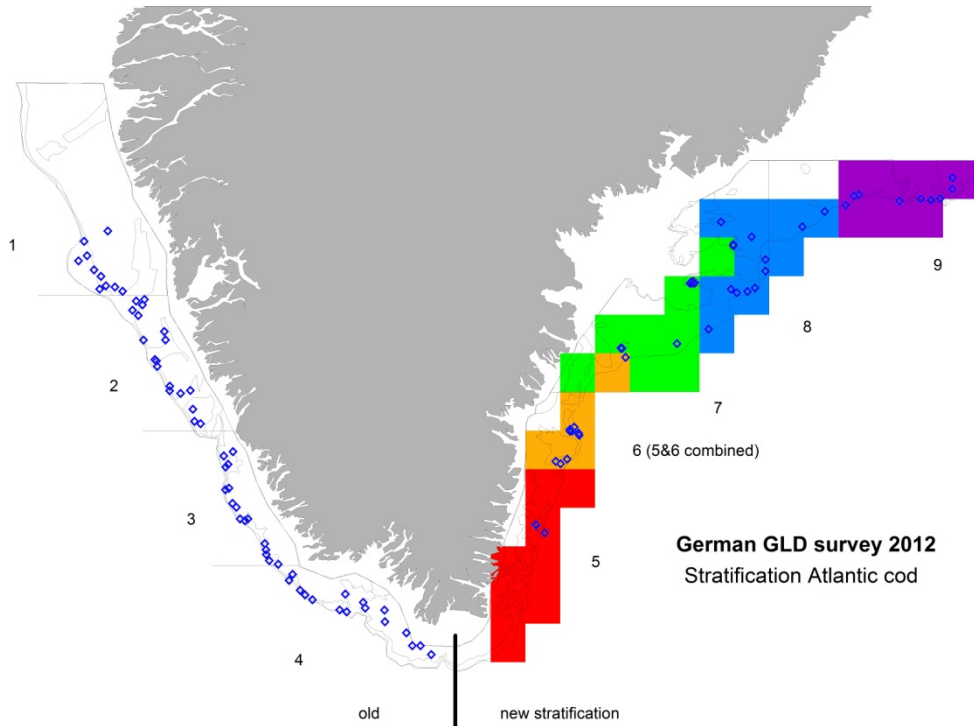 1
9
8
2
7
6 (5&6 combined)
3
German GLD survey 2012
5
Stratification Atlantic cod
4
old
new stratification